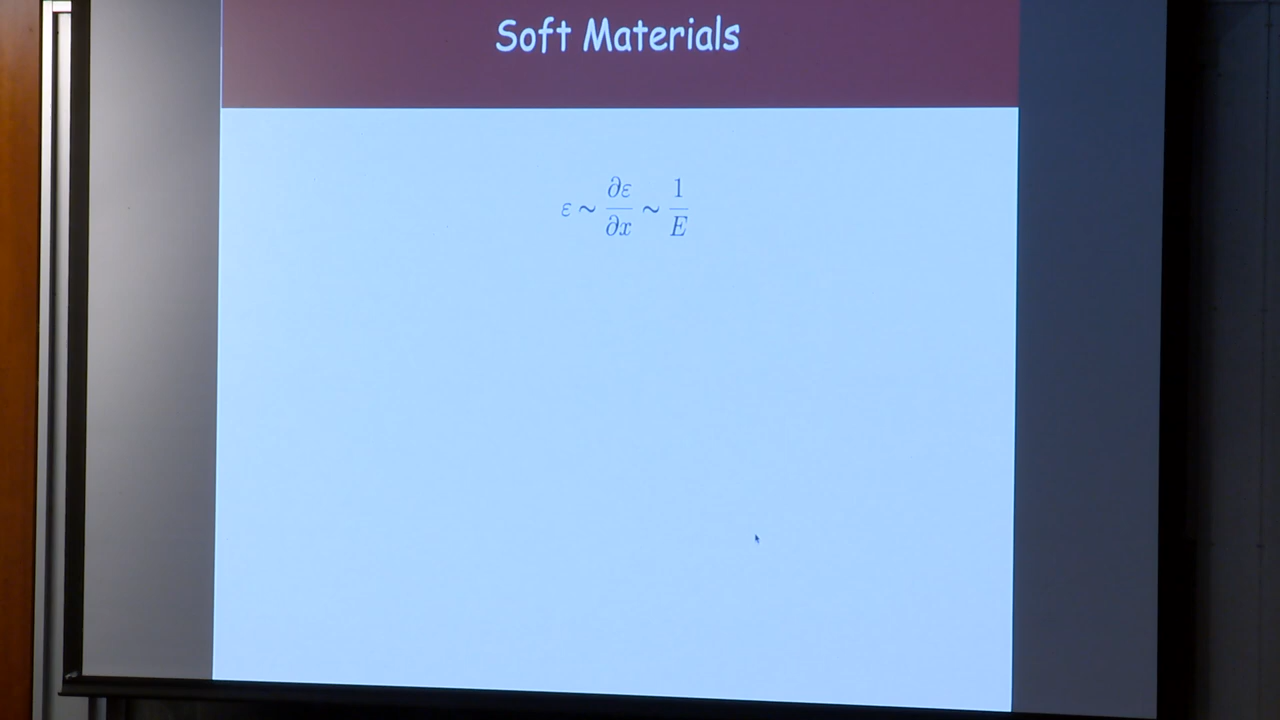 Soft Materials
ε ~ ∂ε/∂x ~ 1/E